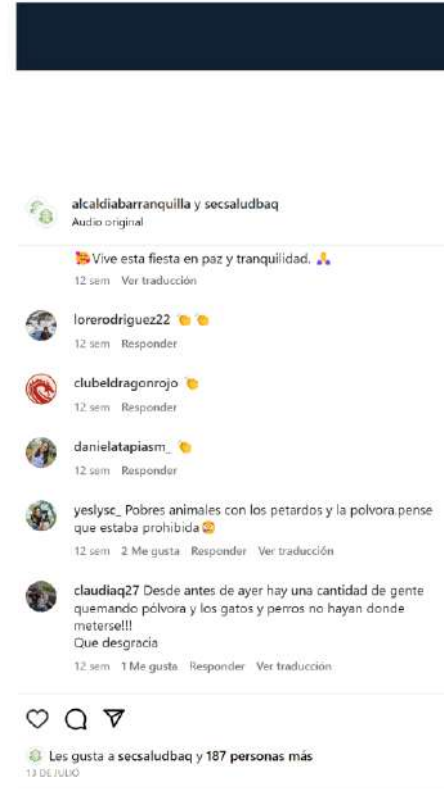 alcaldiabarranquilla y secsaludbaq
Audio original
🥰Vive esta fiesta en paz y tranquilidad. 🙏
12 sem Ver traducción
lorerodriguez22 👏👏
12 sem Responder
clubeldragonrojo 👏
12 sem Responder
danielatapiasm_ 👏
12 sem Responder
yeslysc_ Pobres animales con los petardos y la polvora.pense
que estaba prohibida😡
12 sem 2 Me gusta Responder Ver traducción
claudiaq27 Desde antes de ayer hay una cantidad de gente
quemando pólvora y los gatos y perros no hayan donde
meterse!!!
Que desgracia
12 sem 1 Me gusta Responder Ver traducción
Les gusta a secsaludbaq y 187 personas más
13 DE JULIO